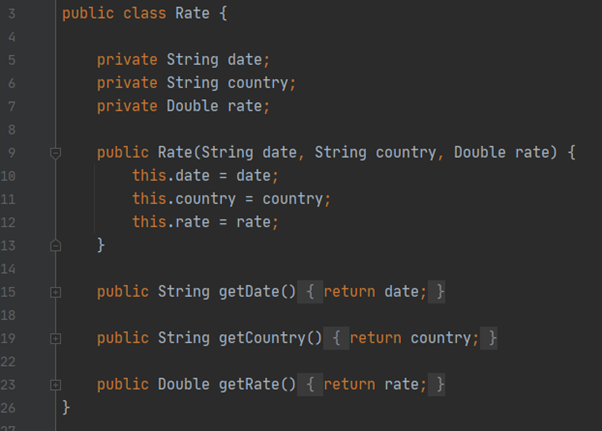 3 public class Rate {
4
5     private String date;
6     private String country;
7     private Double rate;
8
9     public Rate(String date, String country, Double rate) {
10         this.date = date;
11         this.country = country;
12         this.rate = rate;
13     }
14
15     public String getDate() { return date; }
18
19     public String getCountry() { return country; }
22
23     public Double getRate() { return rate; }
26 }
27